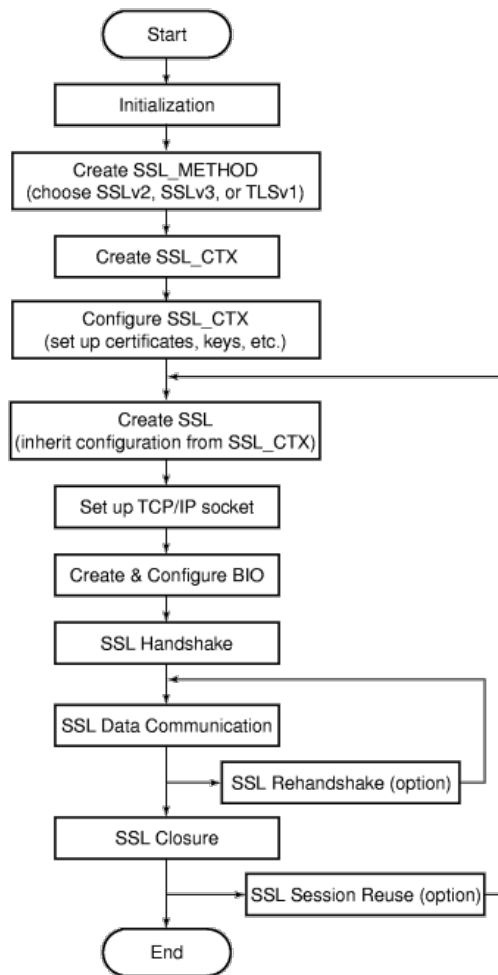 Start
Initialization
Create SSL_METHOD
(choose SSLv2, SSLv3, or TLSv1)
Create SSL_CTX
Configure SSL_CTX
(set up certificates, keys, etc.)
Create SSL
(inherit configuration from SSL_CTX)
Set up TCP/IP socket
Create & Configure BIO
SSL Handshake
SSL Data Communication
SSL Rehandshake (option)
SSL Closure
SSL Session Reuse (option)
End